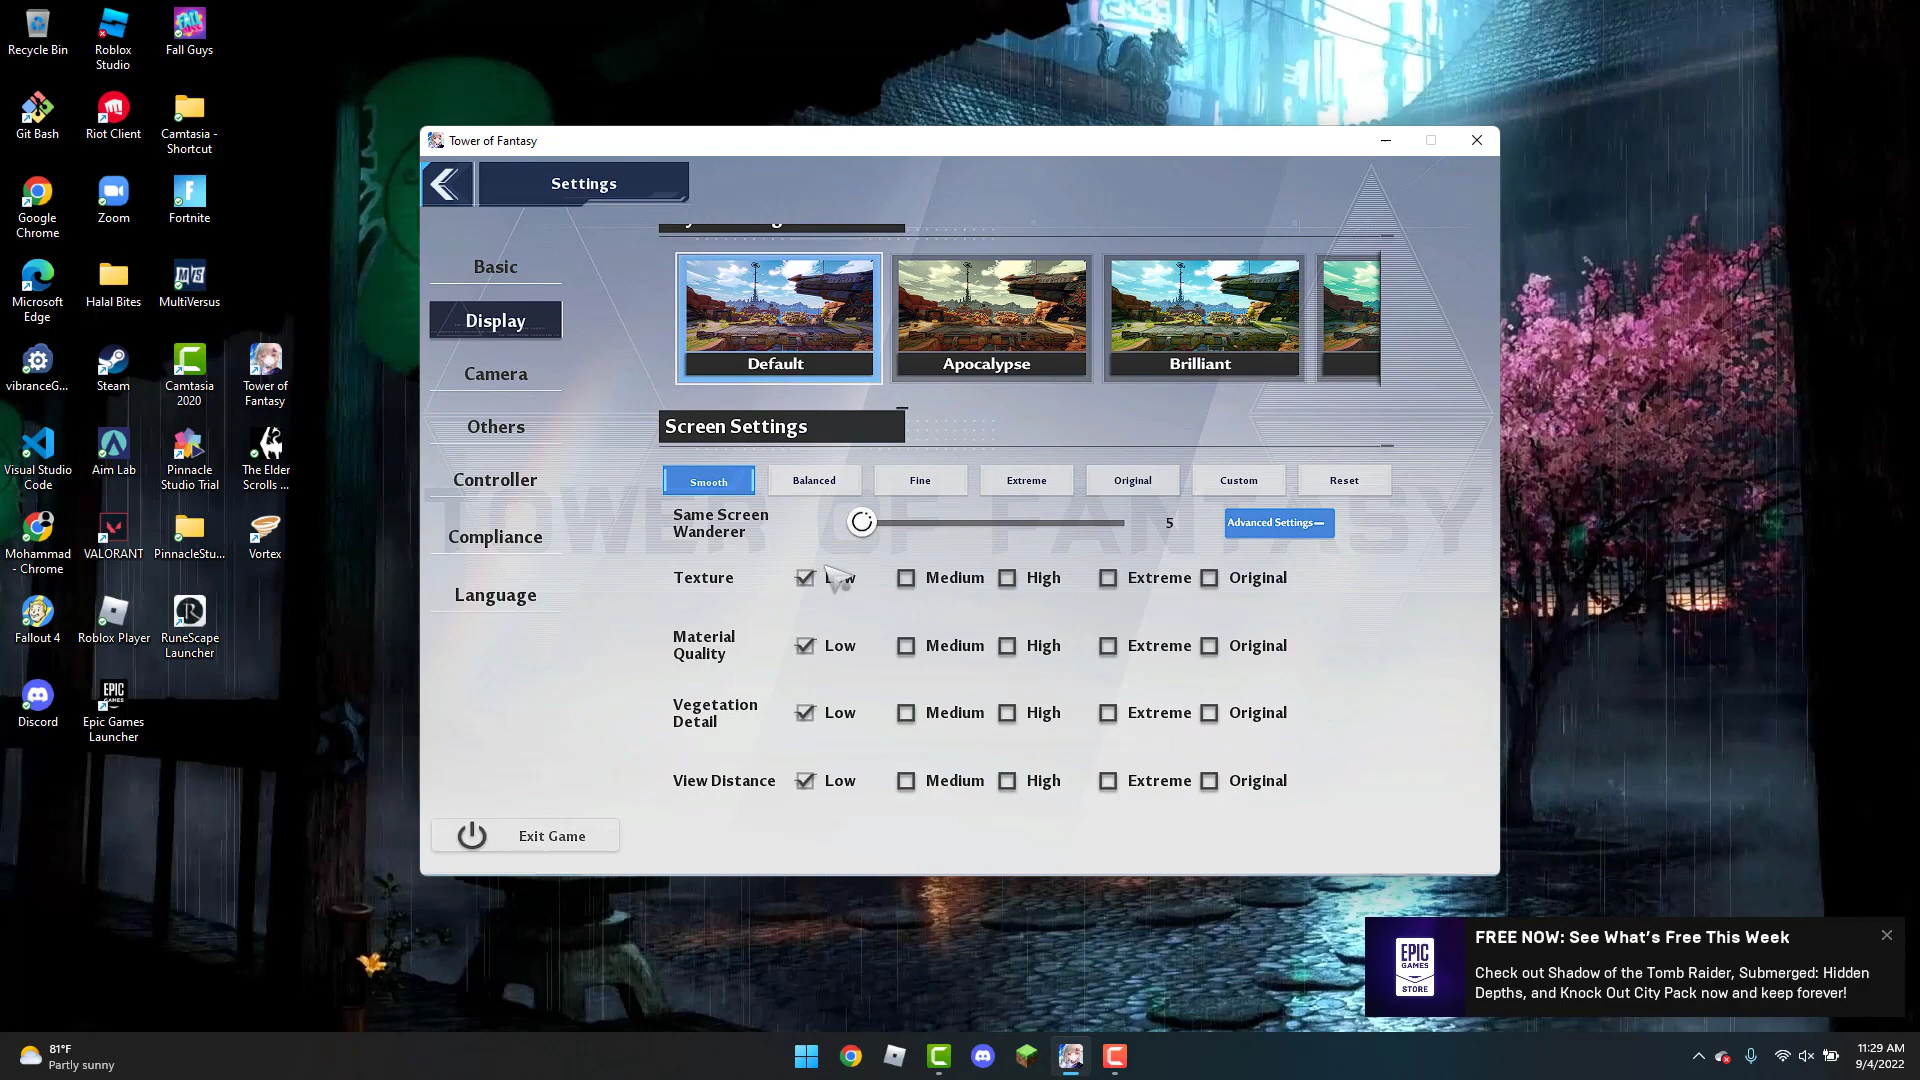 Recycle Bin
Roblox
Studio
Fall Guys
Git Bash
Riot Client
Camtasia -
Shortcut
Google
Chrome
Zoom
Fortnite
Microsoft
Edge
Halal Bites
MultiVersus
vibranceG...
Steam
Camtasia
2020
Tower of
Fantasy
Visual Studio
Code
Aim Lab
Pinnacle
Studio Trial
The Elder
Scrolls ...
Mohammad
- Chrome
VALORANT
PinnacleStu...
Vortex
Fallout 4
Roblox Player
RuneScape
Launcher
Discord
Epic Games
Launcher
Tower of Fantasy
Settings
Basic
Display
Camera
Others
Controller
Compliance
Language
Exit Game
Default
Apocalypse
Brilliant
Screen Settings
Smooth
Balanced
Fine
Extreme
Original
Custom
Reset
TOWER OF FANTASY
Same Screen
Wanderer
5
Advanced Settings—
Texture Low Medium High Extreme Original
Material
Quality
Low Medium High Extreme Original
Vegetation
Detail
Low Medium High Extreme Original
View Distance Low Medium High Extreme Original
EPIC
GAMES
STORE
FREE NOW: See What's Free This Week
Check out Shadow of the Tomb Raider, Submerged: Hidden
Depths, and Knock Out City Pack now and keep forever!
81°F
Partly sunny
11:29 AM
9/4/2022